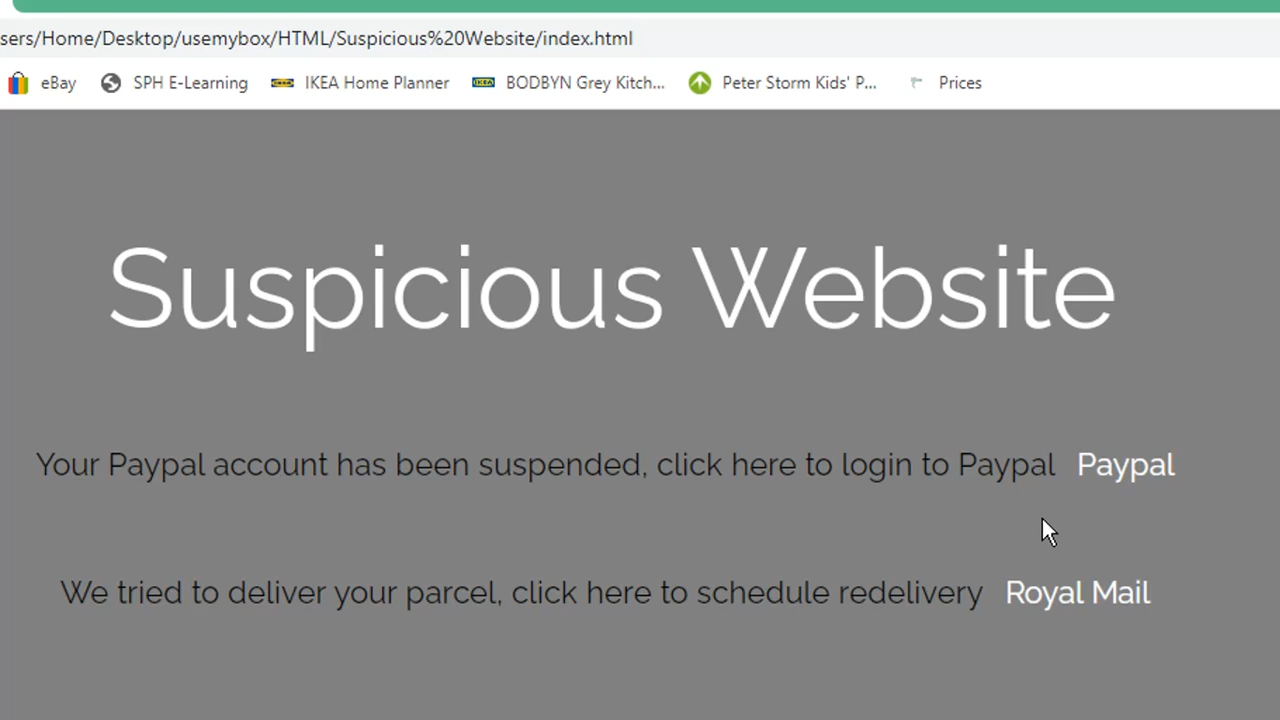 sers/Home/Desktop/usemybox/HTML/Suspicious%20Website/index.html
eBay SPH E-Learning IKEA Home Planner BODBYN Grey Kitch... Peter Storm Kids' P... Prices
Suspicious Website
Your Paypal account has been suspended, click here to login to Paypal Paypal
We tried to deliver your parcel, click here to schedule redelivery Royal Mail